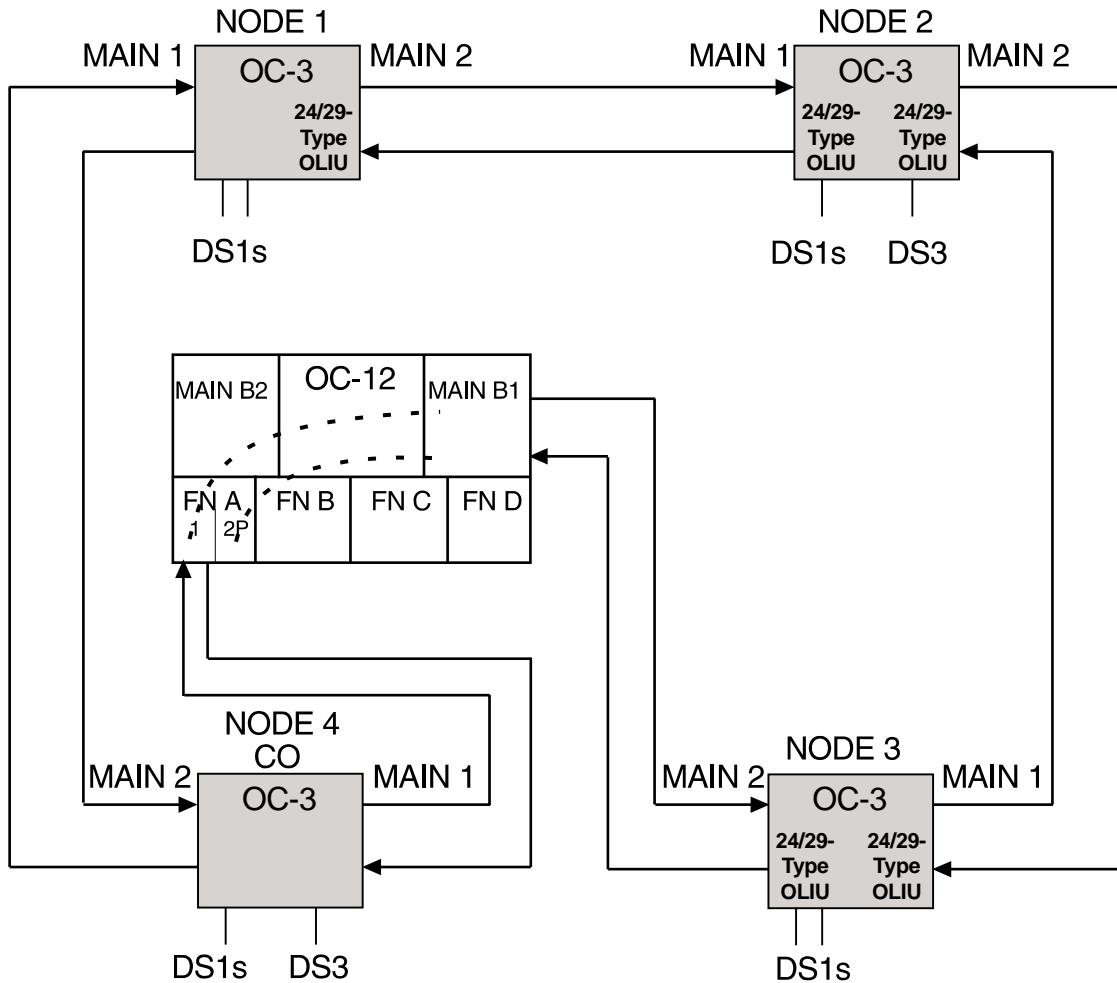 NODE 1
MAIN 1
OC-3
MAIN 2
24/29-
Type
OLIU
DS1s
NODE 2
MAIN 1
OC-3
MAIN 2
24/29-
Type
OLIU
24/29-
Type
OLIU
DS1s
DS3
MAIN B2
OC-12
MAIN B1
FN A
1
2P
FN B
FN C
FN D
NODE 4
CO
MAIN 2
OC-3
MAIN 1
DS1s
DS3
NODE 3
MAIN 2
OC-3
MAIN 1
24/29-
Type
OLIU
24/29-
Type
OLIU
DS1s